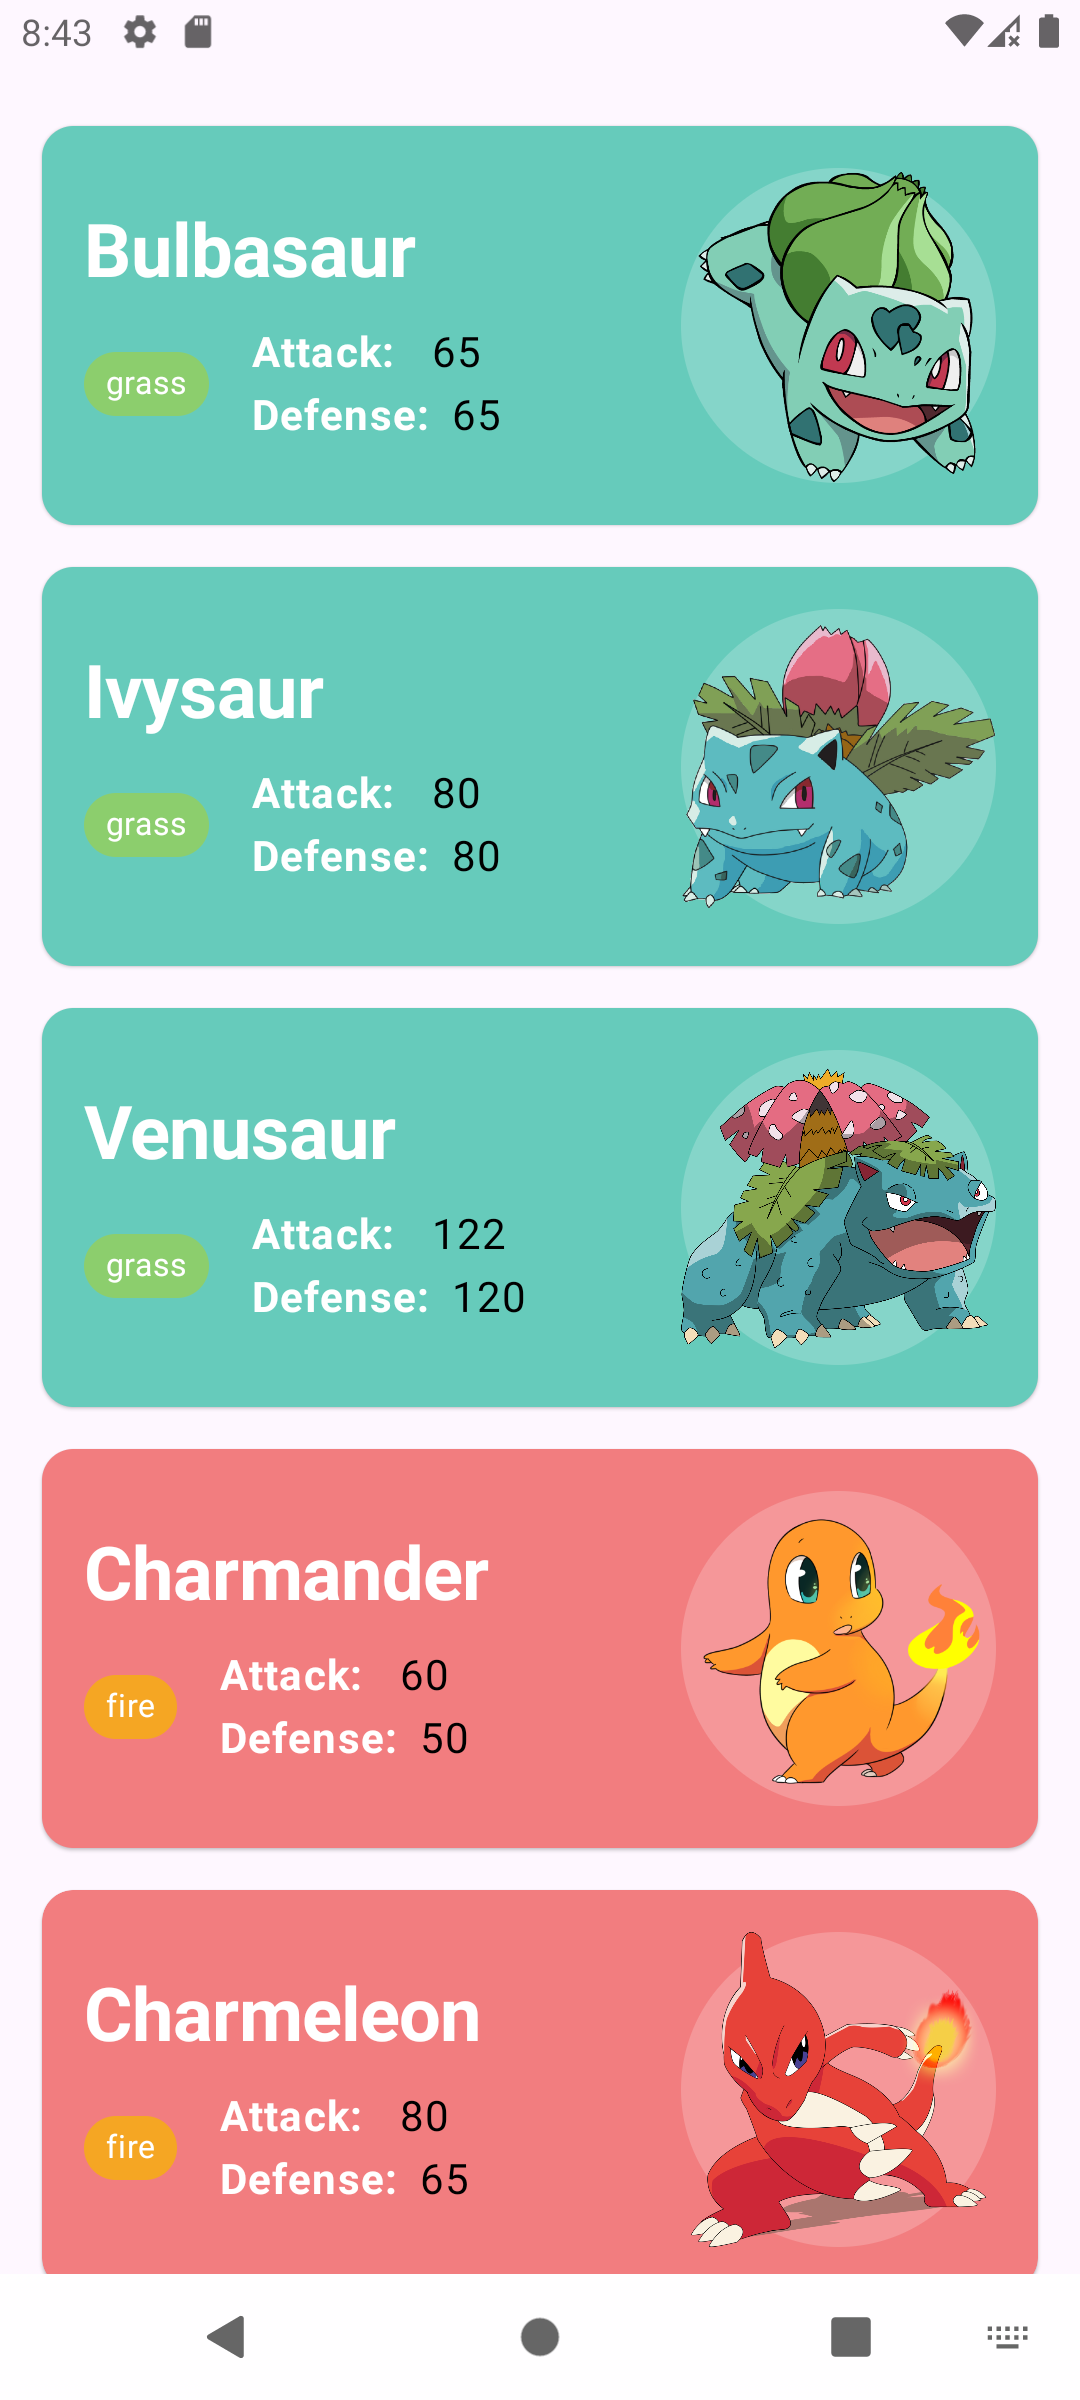 8:43
Bulbasaur
grass
Attack: 65
Defense: 65
Ivysaur
grass
Attack: 80
Defense: 80
Venusaur
grass
Attack: 122
Defense: 120
Charmander
fire
Attack: 60
Defense: 50
Charmeleon
fire
Attack: 80
Defense: 65